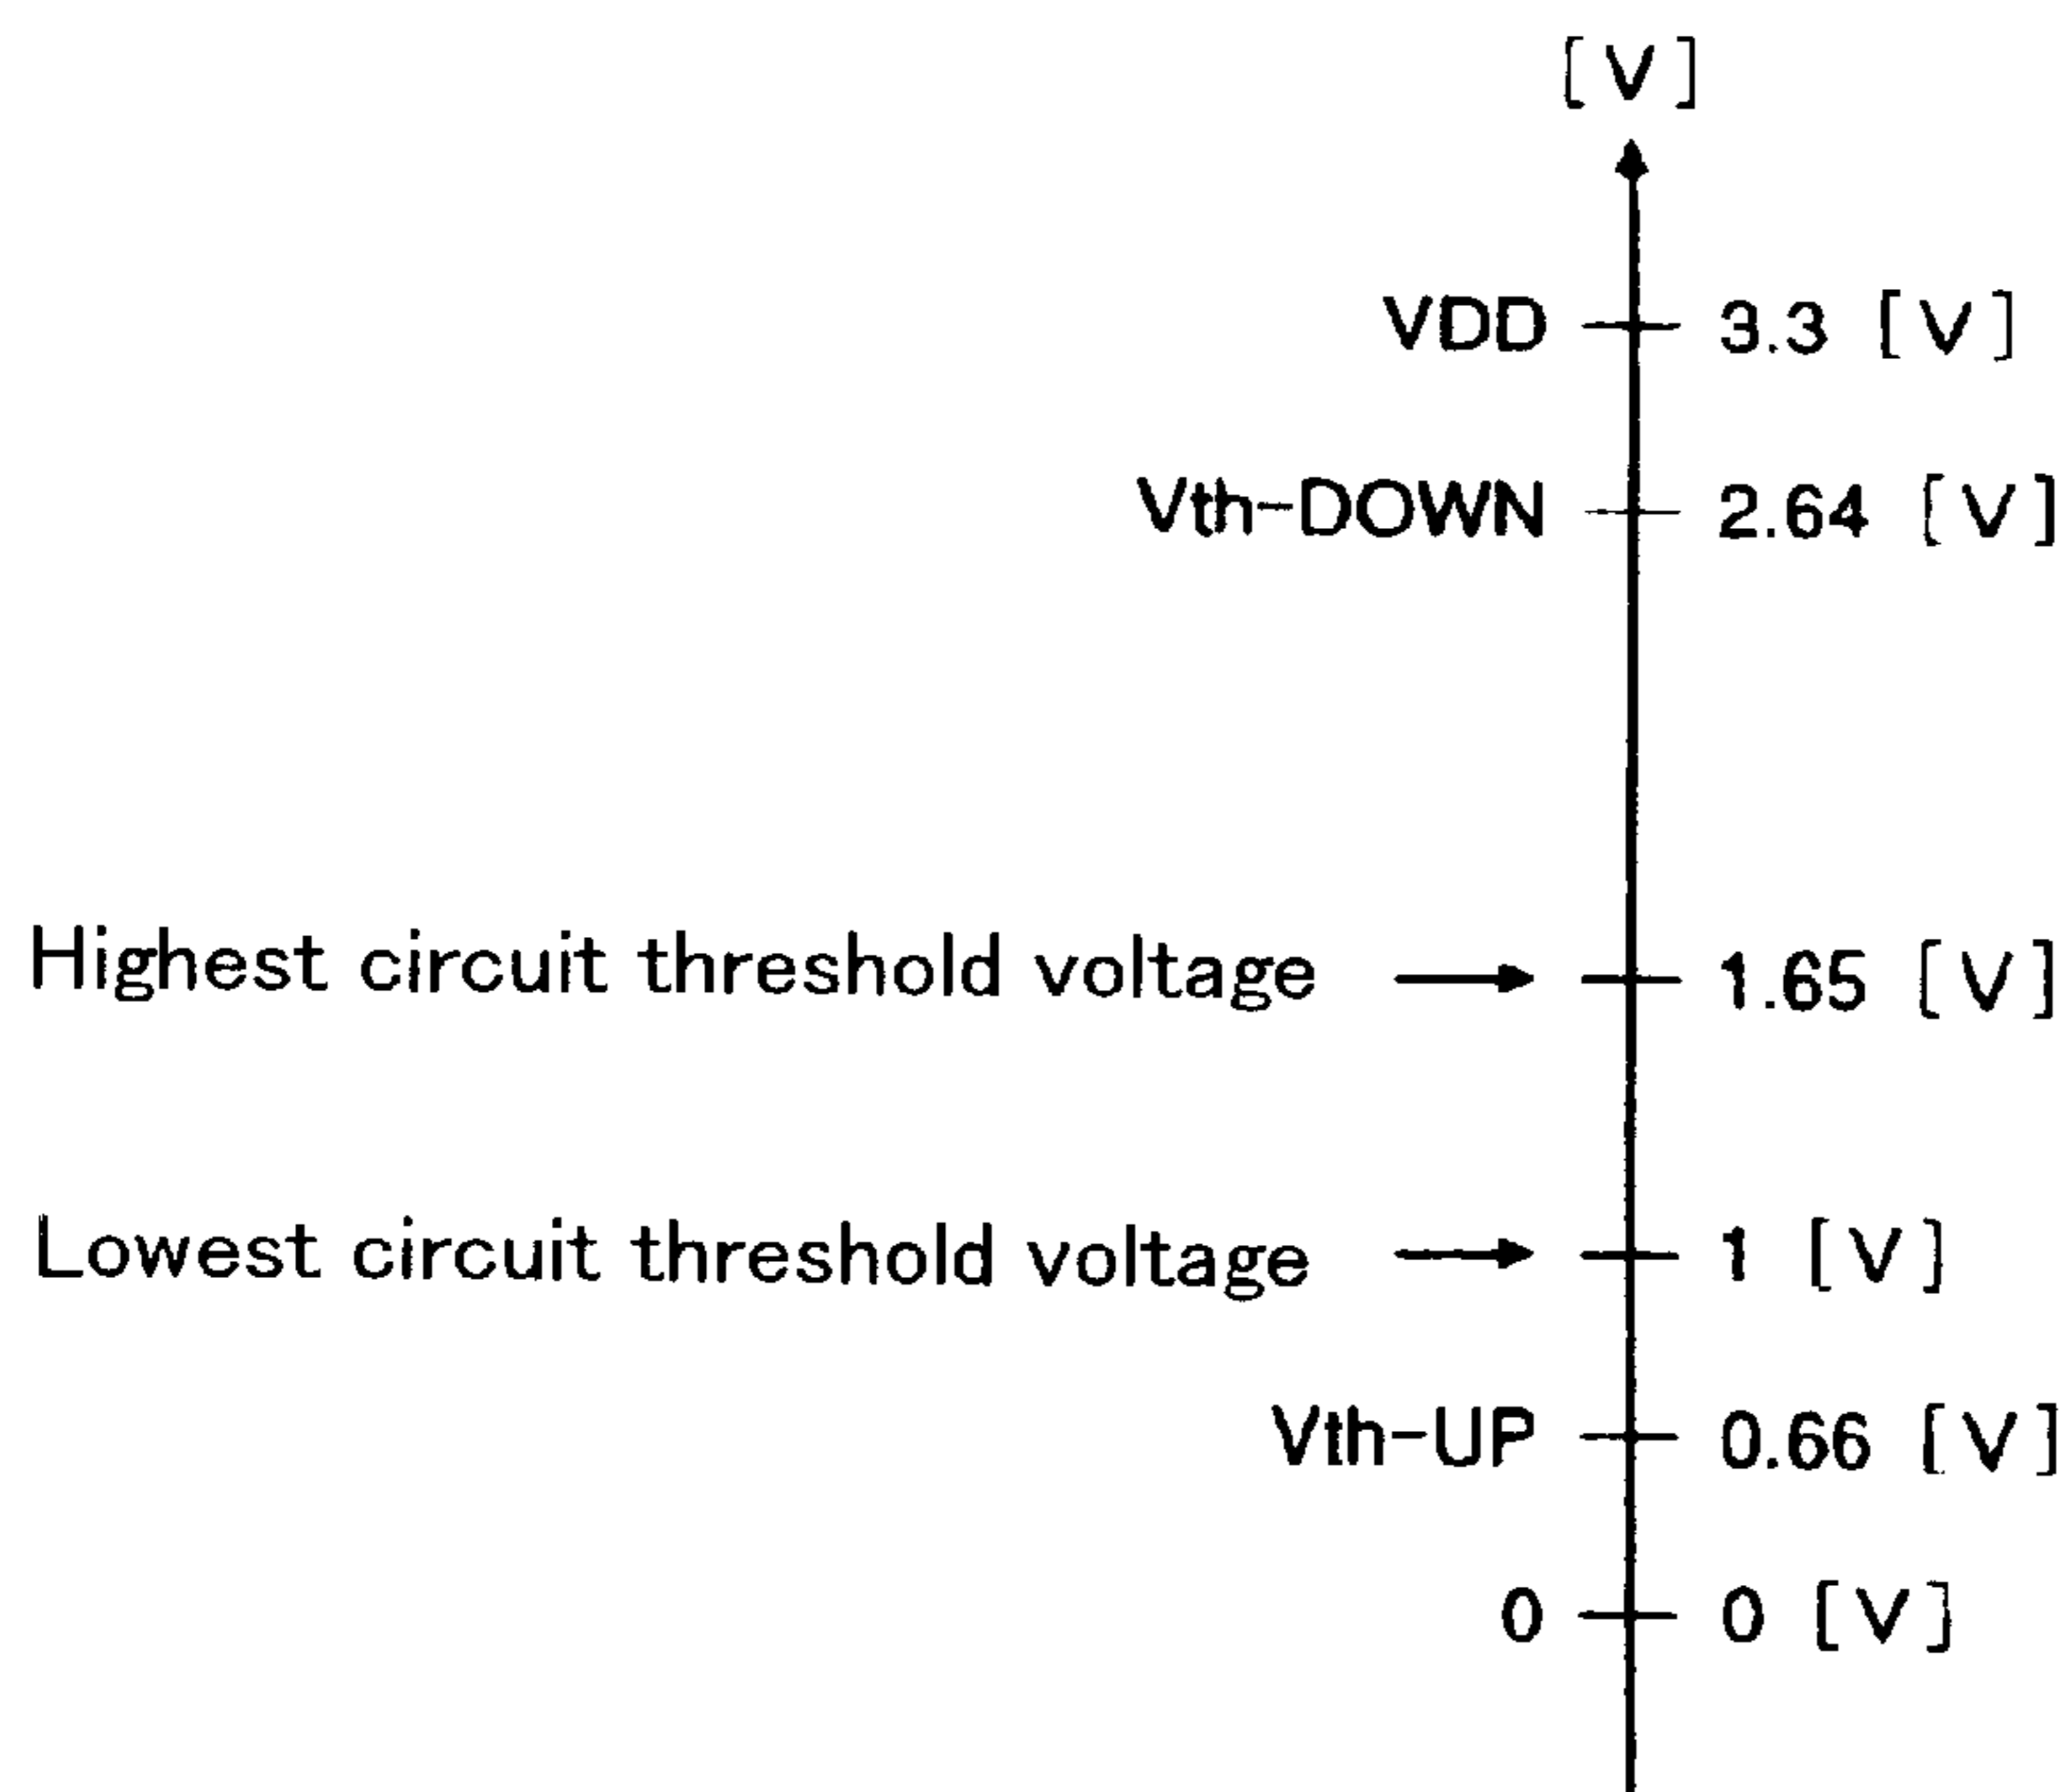 [V]
VDD 3.3 [V]
Vth-DOWN 2.64 [V]
Highest circuit threshold voltage 1.65 [V]
Lowest circuit threshold voltage 1 [V]
Vth-UP 0.66 [V]
0 0 [V]